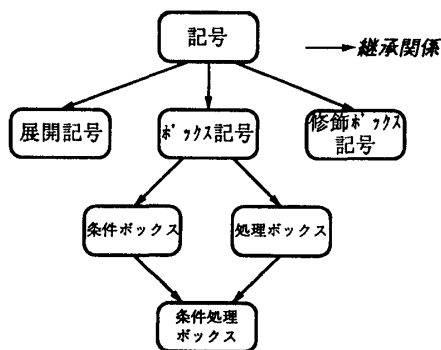 記号
継承関係
展開記号
ボックス記号
修飾ボックス
記号
条件ボックス
処理ボックス
条件処理
ボックス